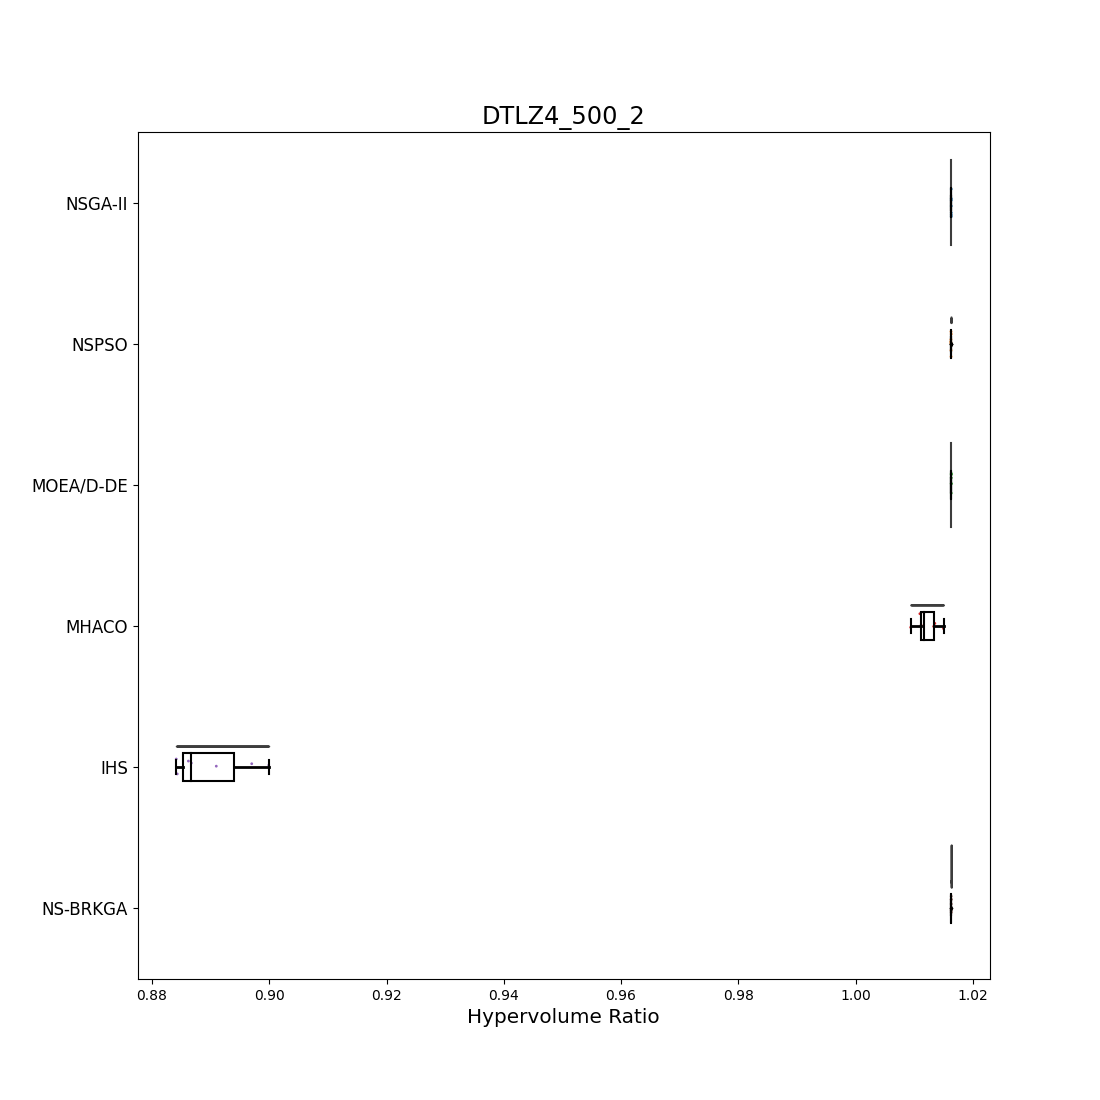 DTLZ4_500_2
NSGA-II
NSPSO
MOEA/D-DE
MHACO
IHS
NS-BRKGA
0.88 0.90 0.92 0.94 0.96 0.98 1.00 1.02
Hypervolume Ratio